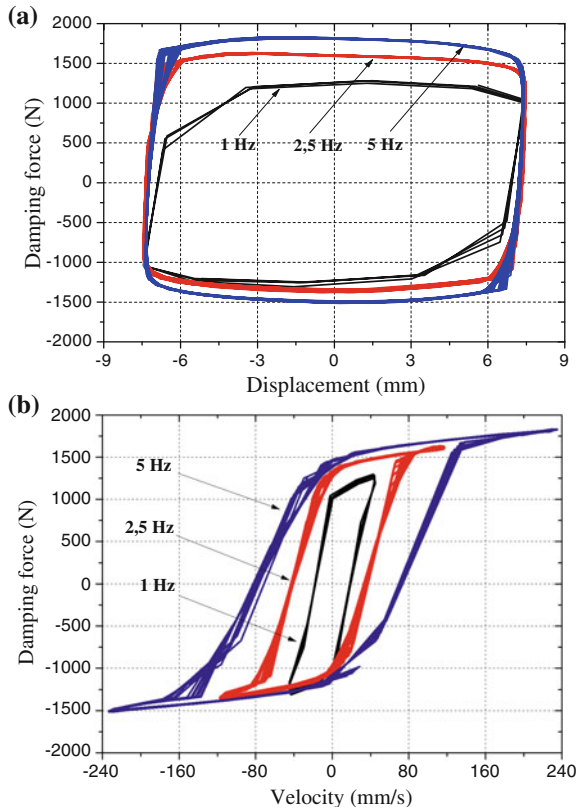 (a)
2000
1500
1000
500
0
-500
-1000
-1500
-2000
Damping force (N)
1 Hz
2,5 Hz
5 Hz
-9
-6
-3
0
3
6
9
Displacement (mm)
(b)
2000
1500
1000
500
0
-500
-1000
-1500
-2000
Damping force (N)
5 Hz
2,5 Hz
1 Hz
-240
-160
-80
0
80
160
240
Velocity (mm/s)